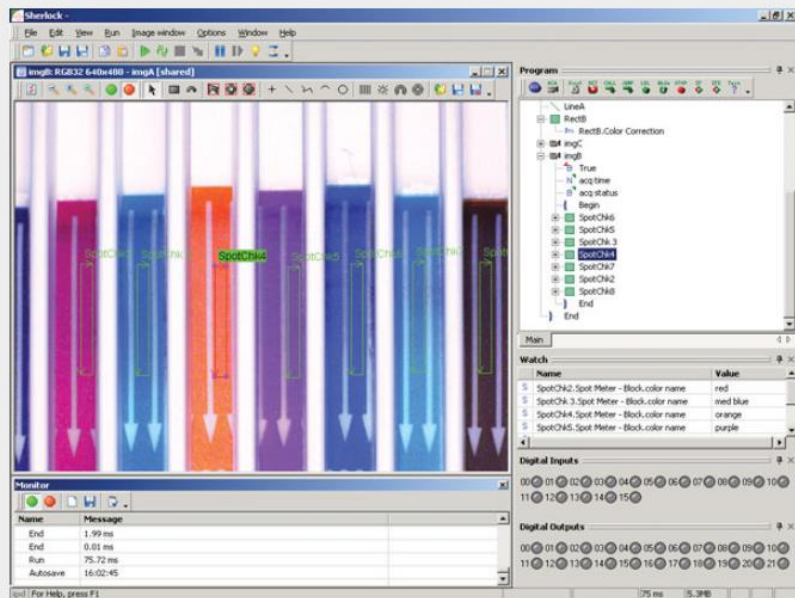 Sherlock -
File Edit View Run Image window Options Window Help
imgB: RGB32 640x480 - imgA [shared]
SpotChk4
Monitor
Name Message
End 1.99 ms
End 0.01 ms
Run 75.72 ms
Autosave 16:02:45
Program
LineA
RectB
RectB.Color Correction
imgC
imgB
True
acq:time
acq:status
Begin
SpotChk6
SpotChk5
SpotChk 3
SpotChk4
SpotChk7
SpotChk2
SpotChk8
End
End
Main
Watch
Name Value
S SpotChk2.Spot Meter - Block.color name red
S SpotChk 3.Spot Meter - Block.color name med blue
S SpotChk4.Spot Meter - Block.color name orange
S SpotChk5.Spot Meter - Block.color name purple
Digital Inputs
00 01 02 03 04 05 06 07 08 09 10
11 12 13 14 15
Digital Outputs
00 01 02 03 04 05 06 07 08 09 10
11 12 13 14 15 16 17 18 19 20 21
For Help, press F1 75 ms 5.3MB